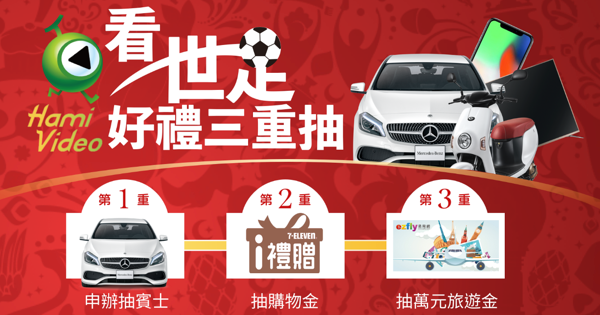 Hami
Video
看
世足
好禮三重抽
第1重
第2重
第3重
7-ELEVEN
i禮贈
ezfly
申辦抽賓士
抽購物金
抽萬元旅遊金